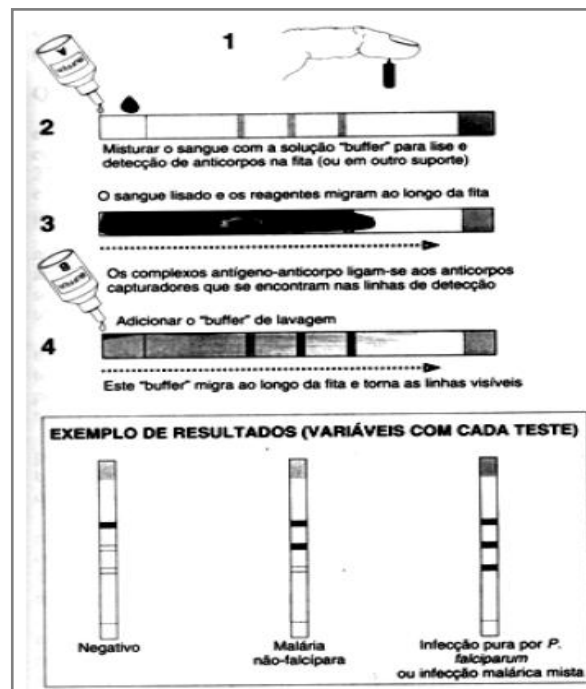 1
A
BUFFER
2
Misturar o sangue com a solução "buffer" para lise e
detecção de anticorpos na fita (ou em outro suporte)
O sangue lisado e os reagentes migram ao longo da fita
3
B
BUFFER
Os complexos antígeno-anticorpo ligam-se aos anticorpos
capturadores que se encontram nas linhas de detecção
Adicionar o "buffer" de lavagem
4
Este "buffer" migra ao longo da fita e torna as linhas visíveis
EXEMPLO DE RESULTADOS (VARIÁVEIS COM CADA TESTE)
Negativo
Malária
não-falcípara
Infecção pura por P.
falciparum
ou infecção malárica mista